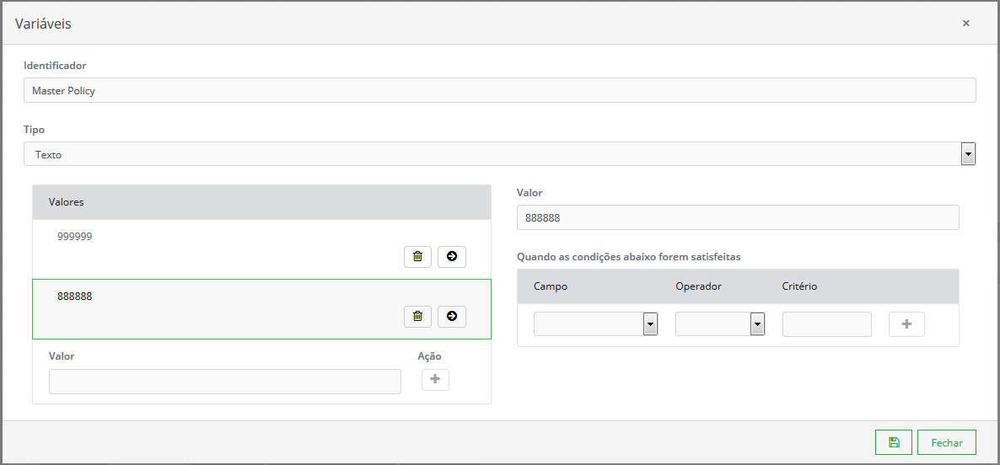 Variáveis
×
Identificador
Master Policy
Tipo
Texto
Valores
999999
888888
Valor
Ação
Valor
888888
Quando as condições abaixo forem satisfeitas
Campo
Operador
Critério
Fechar